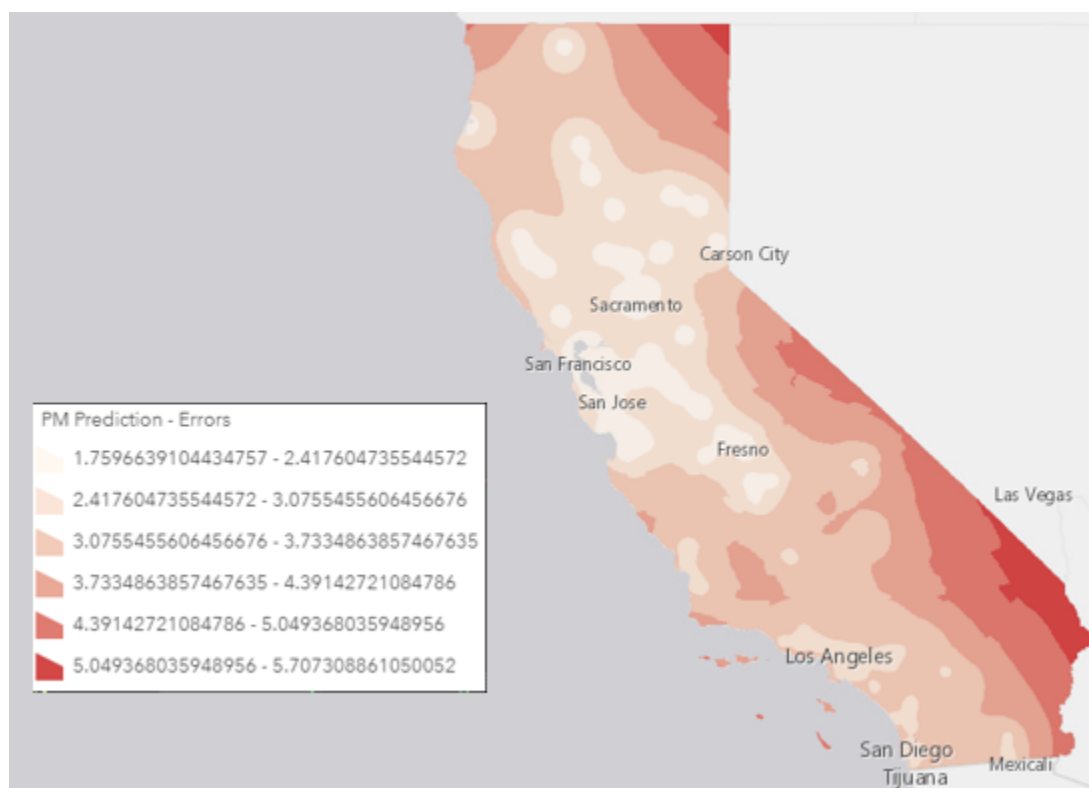 Carson City
Sacramento
San Francisco
San Jose
Fresno
Las Vegas
PM Prediction - Errors
1.7596639104434757 - 2.417604735544572
2.417604735544572 - 3.0755455606456676
3.0755455606456676 - 3.7334863857467635
3.7334863857467635 - 4.39142721084786
4.39142721084786 - 5.049368035948956
5.049368035948956 - 5.707308861050052
Los Angeles
San Diego
Tijuana
Mexicali